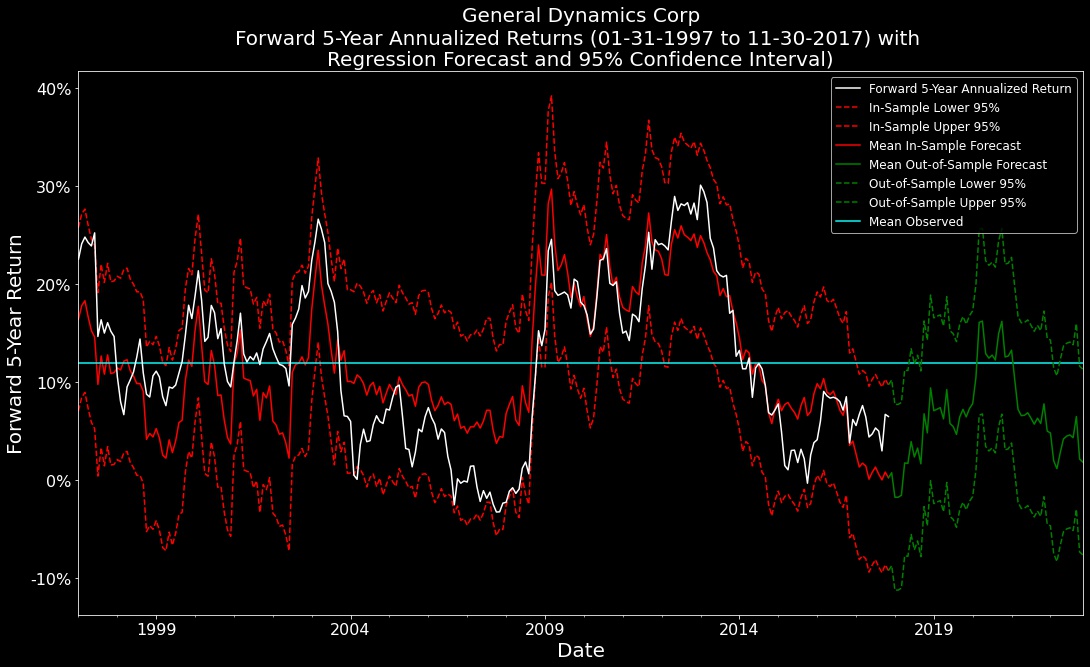 General Dynamics Corp
Forward 5-Year Annualized Returns (01-31-1997 to 11-30-2017) with
Regression Forecast and 95% Confidence Interval)
Forward 5-Year Annualized Return
In-Sample Lower 95%
In-Sample Upper 95%
Mean In-Sample Forecast
Mean Out-of-Sample Forecast
Out-of-Sample Lower 95%
Out-of-Sample Upper 95%
Mean Observed
Forward 5-Year Return
40%
30%
20%
10%
0%
-10%
1999 2004 2009 2014 2019
Date